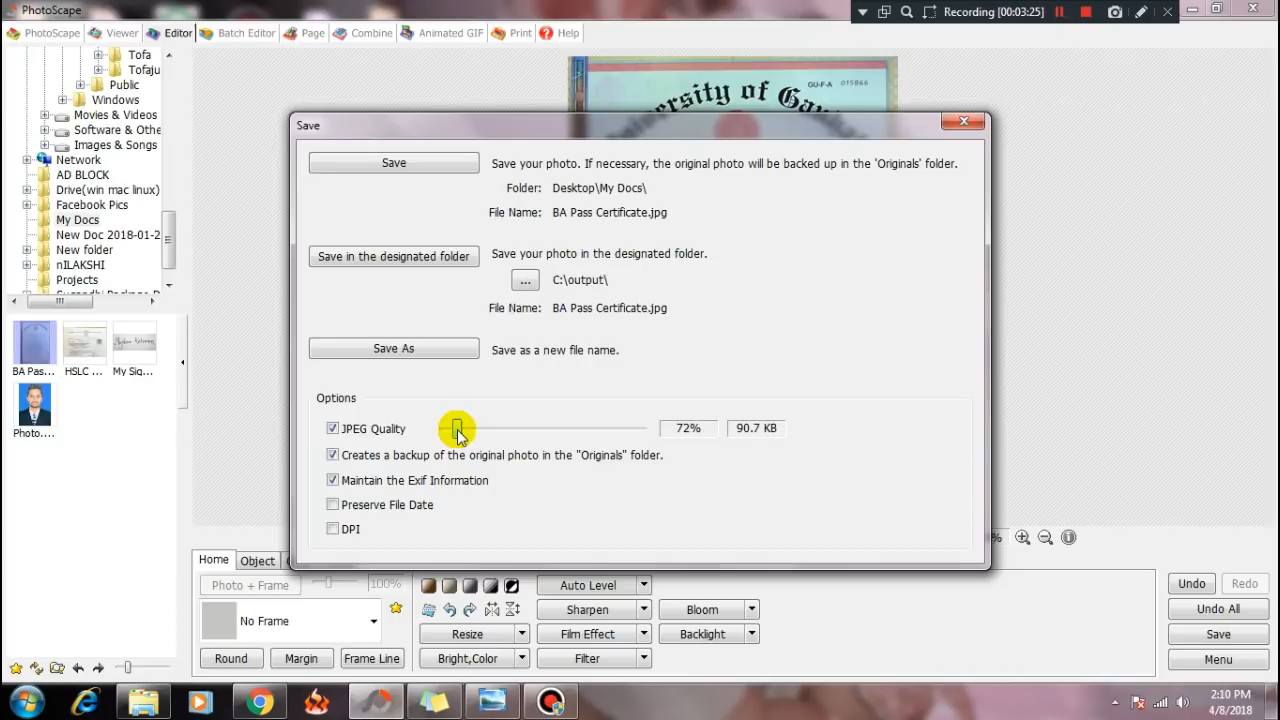 PhotoScape
Recording [00:03:25]
PhotoScape Viewer Editor Batch Editor Page Combine Animated GIF Print Help
Tofa
Tofaju
Public
Windows
Movies & Videos
Software & Othe
Images & Songs
Network
AD BLOCK
Drive(win mac linux)
Facebook Pics
My Docs
New Doc 2018-01-2
New folder
nILAKSHI
Projects
BA Pas... HSLC ... My Sig...
Photo....
GU-F-A 015866
University of Gauha
Save
Save Save your photo. If necessary, the original photo will be backed up in the 'Originals' folder.
Folder: Desktop\My Docs\
File Name: BA Pass Certificate.jpg
Save in the designated folder Save your photo in the designated folder.
... C:\output\
File Name: BA Pass Certificate.jpg
Save As Save as a new file name.
Options
JPEG Quality 72% 90.7 KB
Creates a backup of the original photo in the "Originals" folder.
Maintain the Exif Information
Preserve File Date
DPI
%
Home Object
Photo + Frame 100% Auto Level Undo Redo
No Frame Sharpen Bloom Undo All
Resize Film Effect Backlight Save
Round Margin Frame Line Bright,Color Filter Menu
2:10 PM
4/8/2018